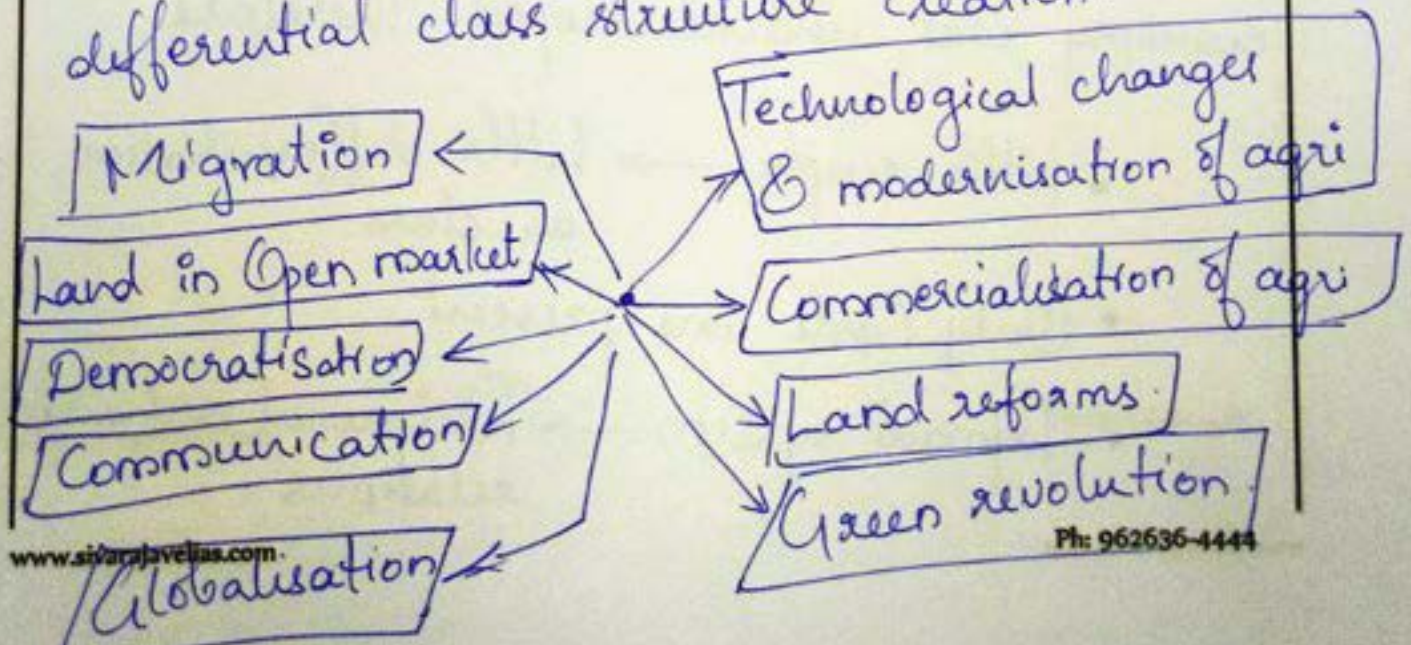 differential class structure creation
Migration
Land in Open market
Democratisation
Communication
Globalisation
Technological changes
& modernisation of agri
Commercialisation of agri
Land reforms.
Green revolution.
www.sivarajavelias.com
Ph: 962636-4444